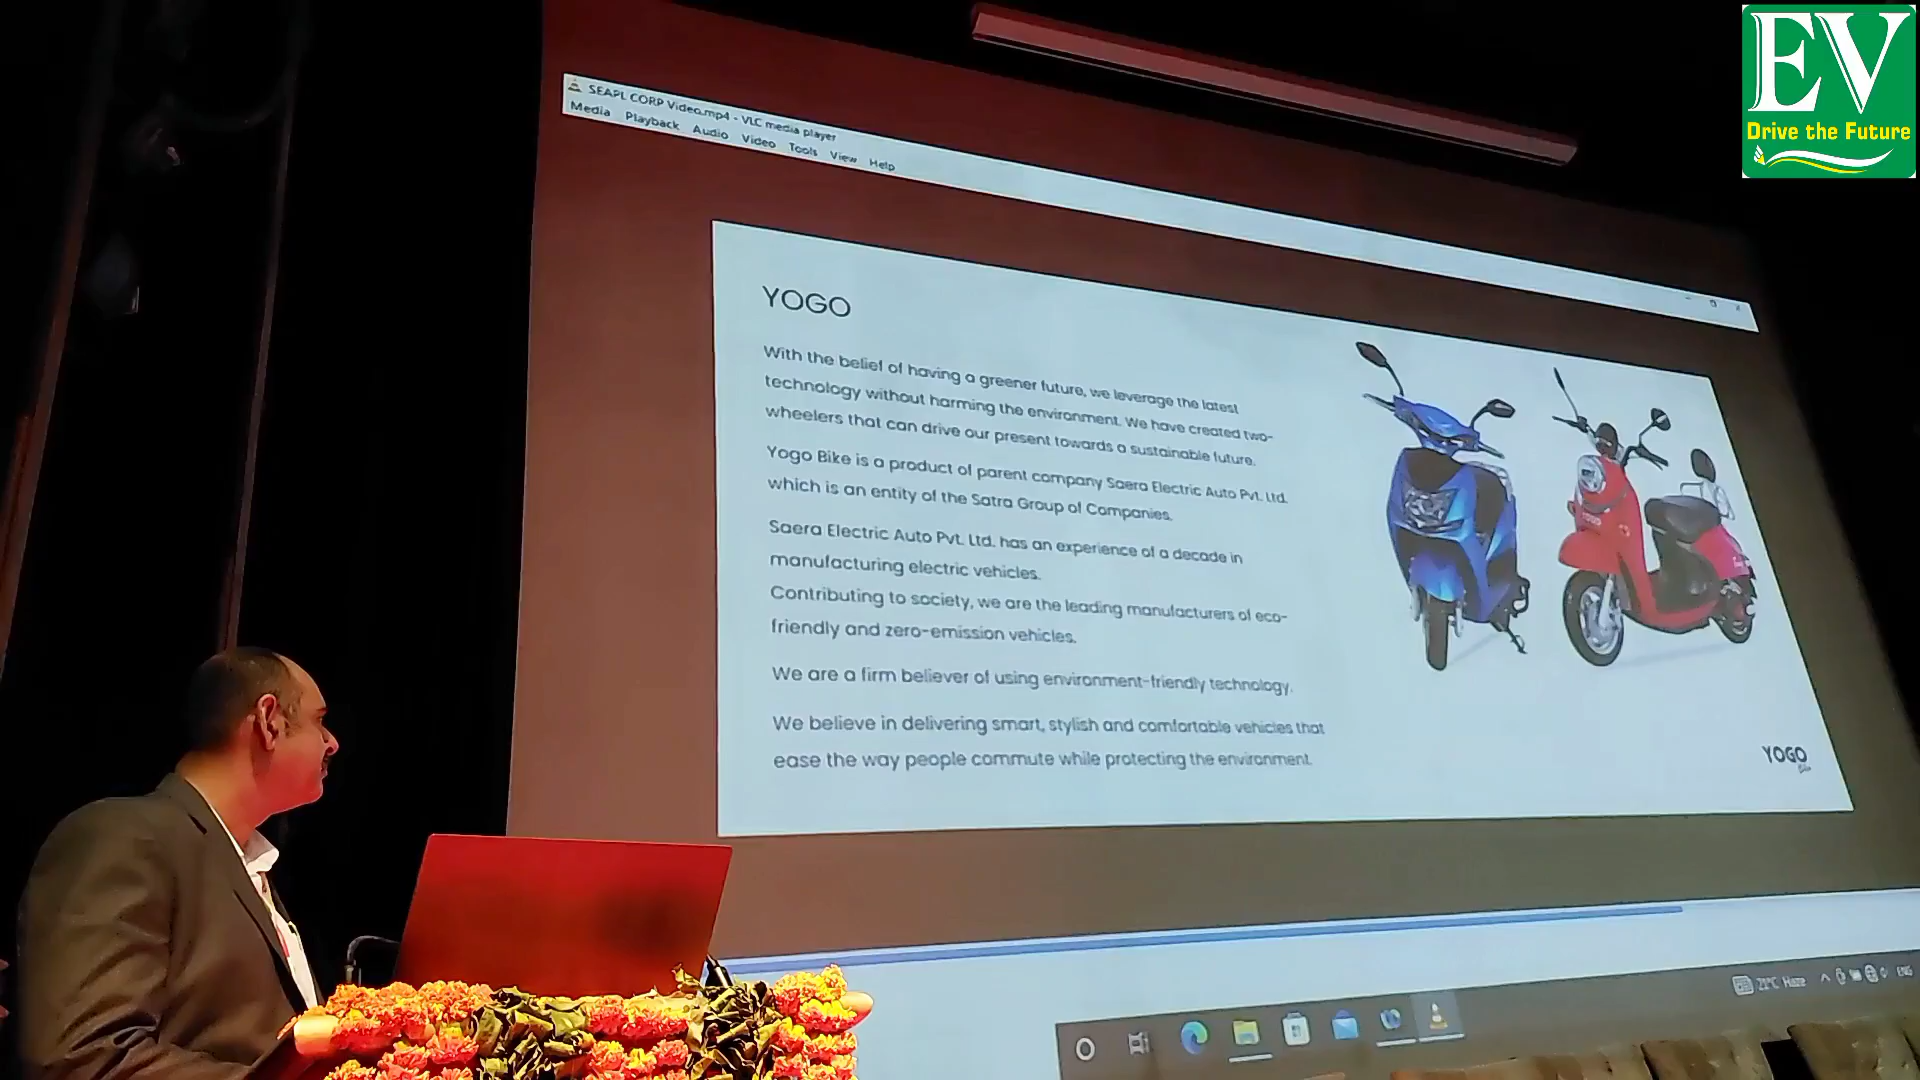 SEAPL CORP Video.mp4 - VLC media player
Media Playback Audio Video Tools View Help
EV
Drive the Future
YOGO
With the belief of having a greener future, we leverage the latest
technology without harming the environment. We have created two-
wheelers that can drive our present towards a sustainable future.
Yogo Bike is a product of parent company Saera Electric Auto Pvt. Ltd.
which is an entity of the Satra Group of Companies.
Saera Electric Auto Pvt. Ltd. has an experience of a decade in
manufacturing electric vehicles.
Contributing to society, we are the leading manufacturers of eco-
friendly and zero-emission vehicles.
We are a firm believer of using environment-friendly technology.
We believe in delivering smart, stylish and comfortable vehicles that
ease the way people commute while protecting the environment.
YOGO
Bike
21°C Haze
ENG